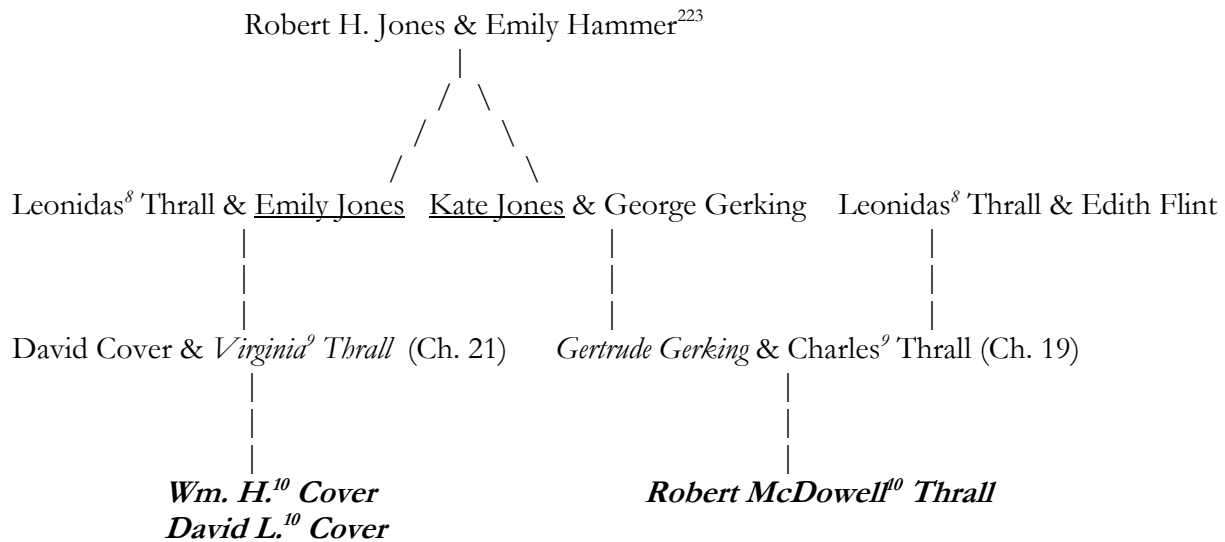 Robert H. Jones & Emily Hammer223
Leonidas8 Thrall & Emily Jones Kate Jones & George Gerking Leonidas8 Thrall & Edith Flint
David Cover & Virginia9 Thrall (Ch. 21) Gertrude Gerking & Charles9 Thrall (Ch. 19)
Wm. H.10 Cover Robert McDowell10 Thrall
David L.10 Cover